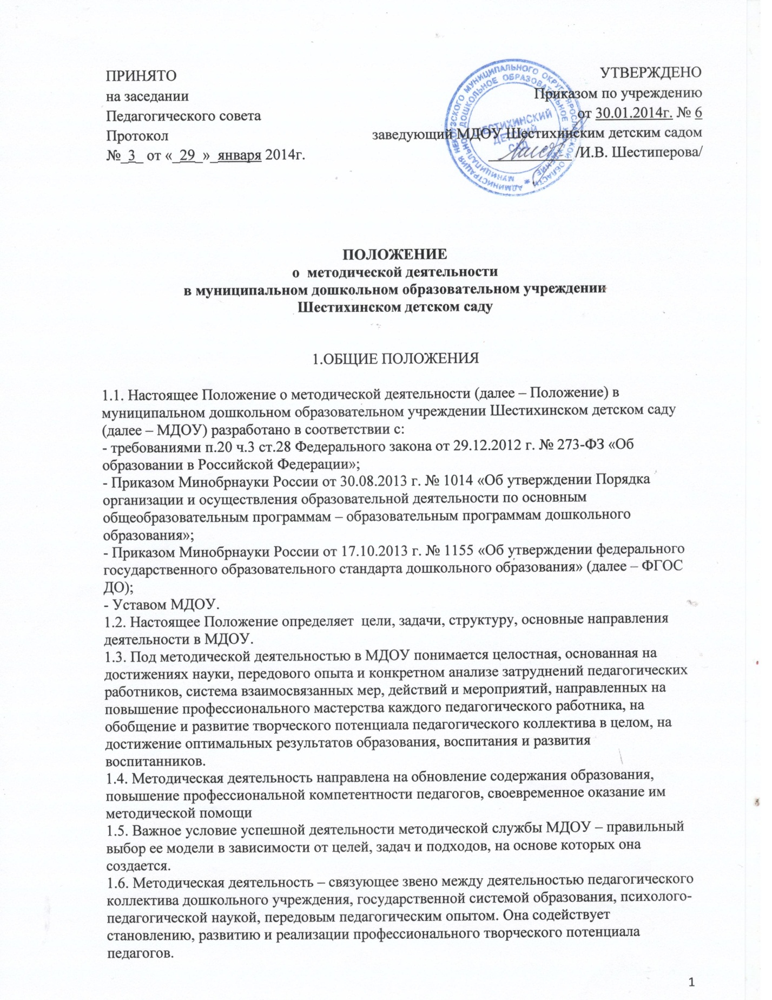 ПРИНЯТО
на заседании
Педагогического совета
Протокол
№_3_ от «_29_»_января 2014г.
УТВЕРЖДЕНО
Приказом по учреждению
от 30.01.2014г. № 6
заведующий МДОУ Шестихинским детским садом
___________ /И.В. Шестиперова/
ШЕСТИХИНСКИЙ
ДЕТСКИЙ
САД
ПОЛОЖЕНИЕ
о методической деятельности
в муниципальном дошкольном образовательном учреждении
Шестихинском детском саду
1.ОБЩИЕ ПОЛОЖЕНИЯ
1.1. Настоящее Положение о методической деятельности (далее – Положение) в
муниципальном дошкольном образовательном учреждении Шестихинском детском саду
(далее – МДОУ) разработано в соответствии с:
- требованиями п.20 ч.3 ст.28 Федерального закона от 29.12.2012 г. № 273-ФЗ «Об
образовании в Российской Федерации»;
- Приказом Минобрнауки России от 30.08.2013 г. № 1014 «Об утверждении Порядка
организации и осуществления образовательной деятельности по основным
общеобразовательным программам – образовательным программам дошкольного
образования»;
- Приказом Минобрнауки России от 17.10.2013 г. № 1155 «Об утверждении федерального
государственного образовательного стандарта дошкольного образования» (далее – ФГОС
ДО);
- Уставом МДОУ.
1.2. Настоящее Положение определяет цели, задачи, структуру, основные направления
деятельности в МДОУ.
1.3. Под методической деятельностью в МДОУ понимается целостная, основанная на
достижениях науки, передового опыта и конкретном анализе затруднений педагогических
работников, система взаимосвязанных мер, действий и мероприятий, направленных на
повышение профессионального мастерства каждого педагогического работника, на
обобщение и развитие творческого потенциала педагогического коллектива в целом, на
достижение оптимальных результатов образования, воспитания и развития
воспитанников.
1.4. Методическая деятельность направлена на обновление содержания образования,
повышение профессиональной компетентности педагогов, своевременное оказание им
методической помощи
1.5. Важное условие успешной деятельности методической службы МДОУ – правильный
выбор ее модели в зависимости от целей, задач и подходов, на основе которых она
создается.
1.6. Методическая деятельность – связующее звено между деятельностью педагогического
коллектива дошкольного учреждения, государственной системой образования, психолого-
педагогической наукой, передовым педагогическим опытом. Она содействует
становлению, развитию и реализации профессионального творческого потенциала
педагогов.
1